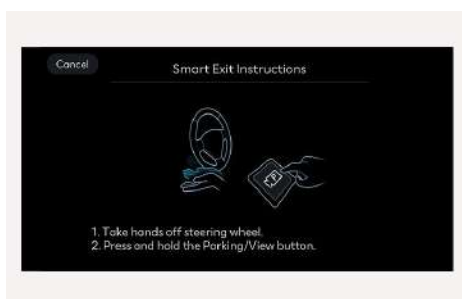 Cancel
Smart Exit Instructions
P
1. Take hands off steering wheel.
2. Press and hold the Parking/View button.